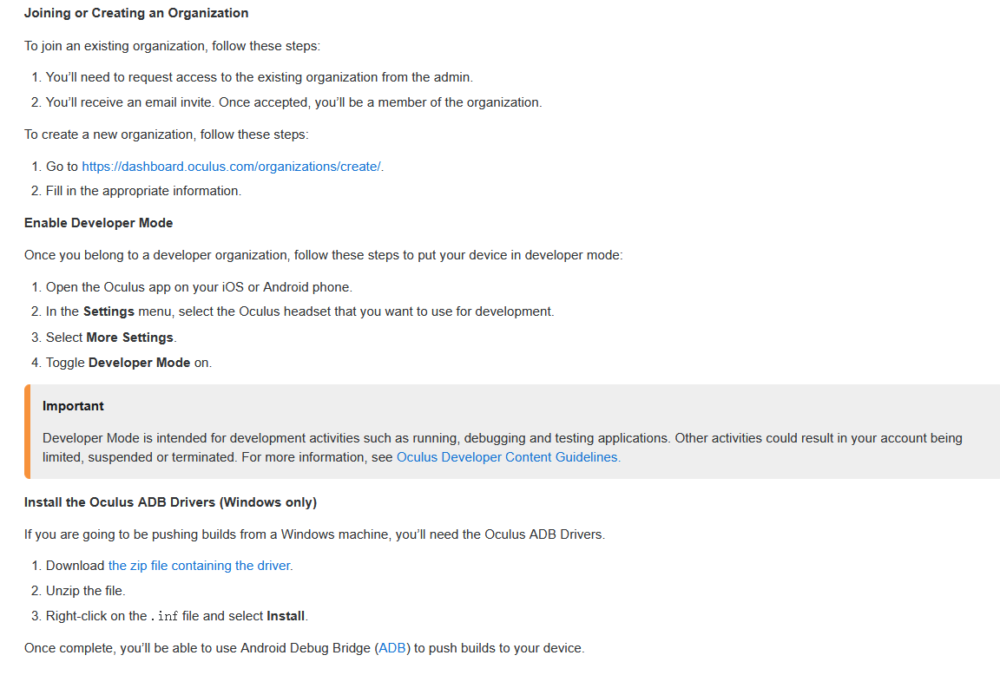 Joining or Creating an Organization
To join an existing organization, follow these steps:
1. You’ll need to request access to the existing organization from the admin.
2. You’ll receive an email invite. Once accepted, you’ll be a member of the organization.
To create a new organization, follow these steps:
1. Go to https://dashboard.oculus.com/organizations/create/.
2. Fill in the appropriate information.
Enable Developer Mode
Once you belong to a developer organization, follow these steps to put your device in developer mode:
1. Open the Oculus app on your iOS or Android phone.
2. In the Settings menu, select the Oculus headset that you want to use for development.
3. Select More Settings.
4. Toggle Developer Mode on.
Important
Developer Mode is intended for development activities such as running, debugging and testing applications. Other activities could result in your account being
limited, suspended or terminated. For more information, see Oculus Developer Content Guidelines.
Install the Oculus ADB Drivers (Windows only)
If you are going to be pushing builds from a Windows machine, you’ll need the Oculus ADB Drivers.
1. Download the zip file containing the driver.
2. Unzip the file.
3. Right-click on the .inf file and select Install.
Once complete, you’ll be able to use Android Debug Bridge (ADB) to push builds to your device.